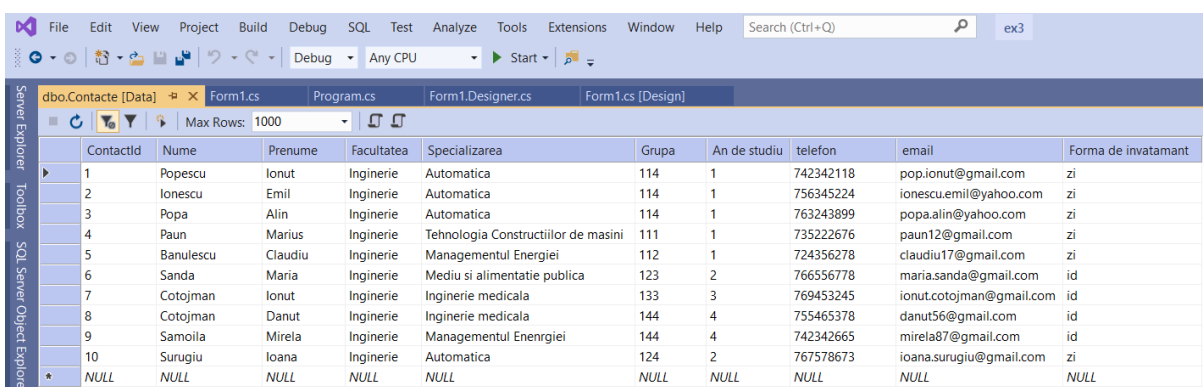 File Edit View Project Build Debug SQL Test Analyze Tools Extensions Window Help Search (Ctrl+Q) ex3
Debug Any CPU Start
dbo.Contacte [Data] Form1.cs Program.cs Form1.Designer.cs Form1.cs [Design]
Max Rows: 1000
ContactId Nume Prenume Facultatea Specializarea Grupa An de studiu telefon email Forma de invatamant
1 Popescu Ionut Inginerie Automatica 114 1 742342118 pop.ionut@gmail.com zi
2 Ionescu Emil Inginerie Automatica 114 1 756345224 ionescu.emil@yahoo.com zi
3 Popa Alin Inginerie Automatica 114 1 763243899 popa.alin@yahoo.com zi
4 Paun Marius Inginerie Tehnologia Constructiilor de masini 111 1 735222676 paun12@gmail.com zi
5 Banulescu Claudiu Inginerie Managementul Energiei 112 1 724356278 claudiu17@gmail.com zi
6 Sanda Maria Inginerie Mediu si alimentatie publica 123 2 766556778 maria.sanda@gmail.com id
7 Cotojman Ionut Inginerie Inginerie medicala 133 3 769453245 ionut.cotojman@gmail.com id
8 Cotojman Danut Inginerie Inginerie medicala 144 4 755465378 danut56@gmail.com id
9 Samoila Mirela Inginerie Managementul Enenrgiei 144 4 742342665 mirela87@gmail.com id
10 Surugiu Ioana Inginerie Automatica 124 2 767578673 ioana.surugiu@gmail.com zi
NULL NULL NULL NULL NULL NULL NULL NULL NULL NULL
Server Explorer
Toolbox
SQL Server Object Explore